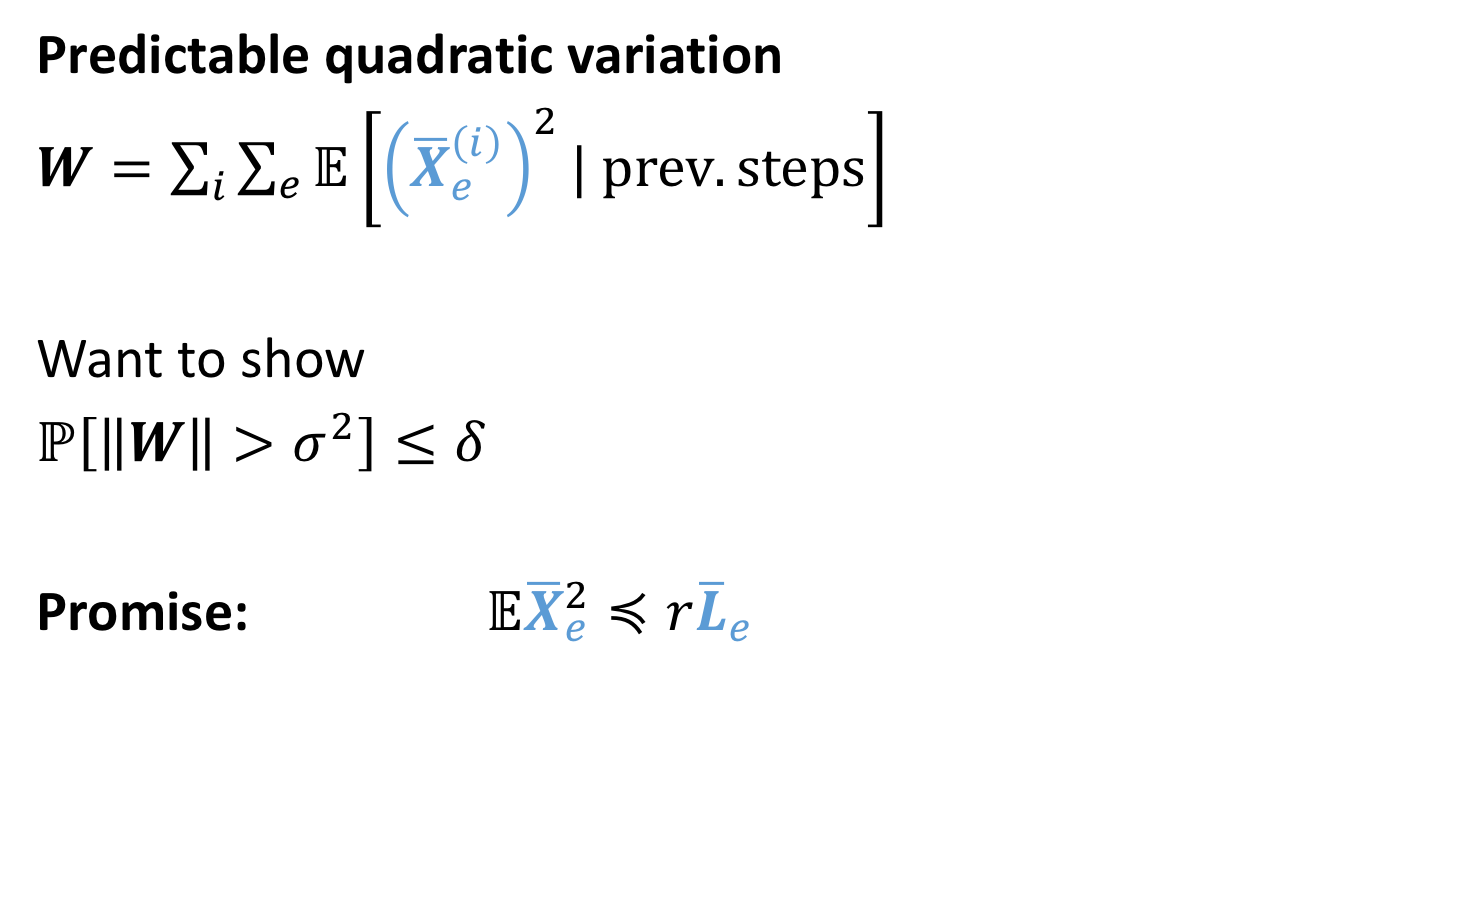 Predictable quadratic variation
𝑾 = ∑ᵢ ∑ₑ 𝔼 [(X̅ₑ⁽ⁱ⁾)² | prev. steps]
Want to show
ℙ[‖𝑾‖ > σ²] ≤ δ
Promise: 𝔼X̅ₑ² ≼ rL̅ₑ